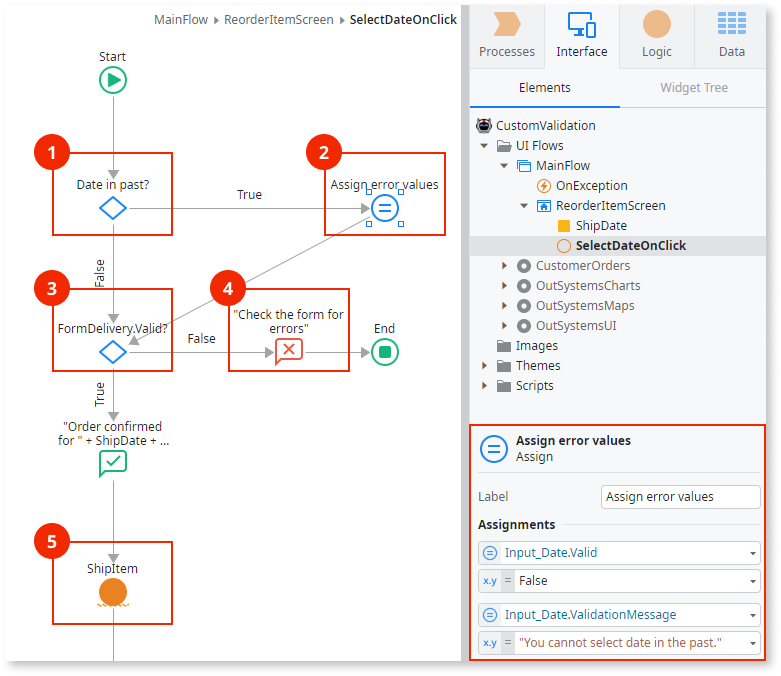 MainFlow ▸ ReorderItemScreen ▸ SelectDateOnClick
Start
1
Date in past?
True
2
Assign error values
False
3
FormDelivery.Valid?
False
4
"Check the form for
errors"
End
True
"Order confirmed
for " + ShipDate + ...
5
ShipItem
Processes
Interface
Logic
Data
Elements
Widget Tree
CustomValidation
UI Flows
MainFlow
OnException
ReorderItemScreen
ShipDate
SelectDateOnClick
CustomerOrders
OutSystemsCharts
OutSystemsMaps
OutSystemsUI
Images
Themes
Scripts
Assign error values
Assign
Label
Assign error values
Assignments
Input_Date.Valid
x.y = False
Input_Date.ValidationMessage
x.y = "You cannot select date in the past."